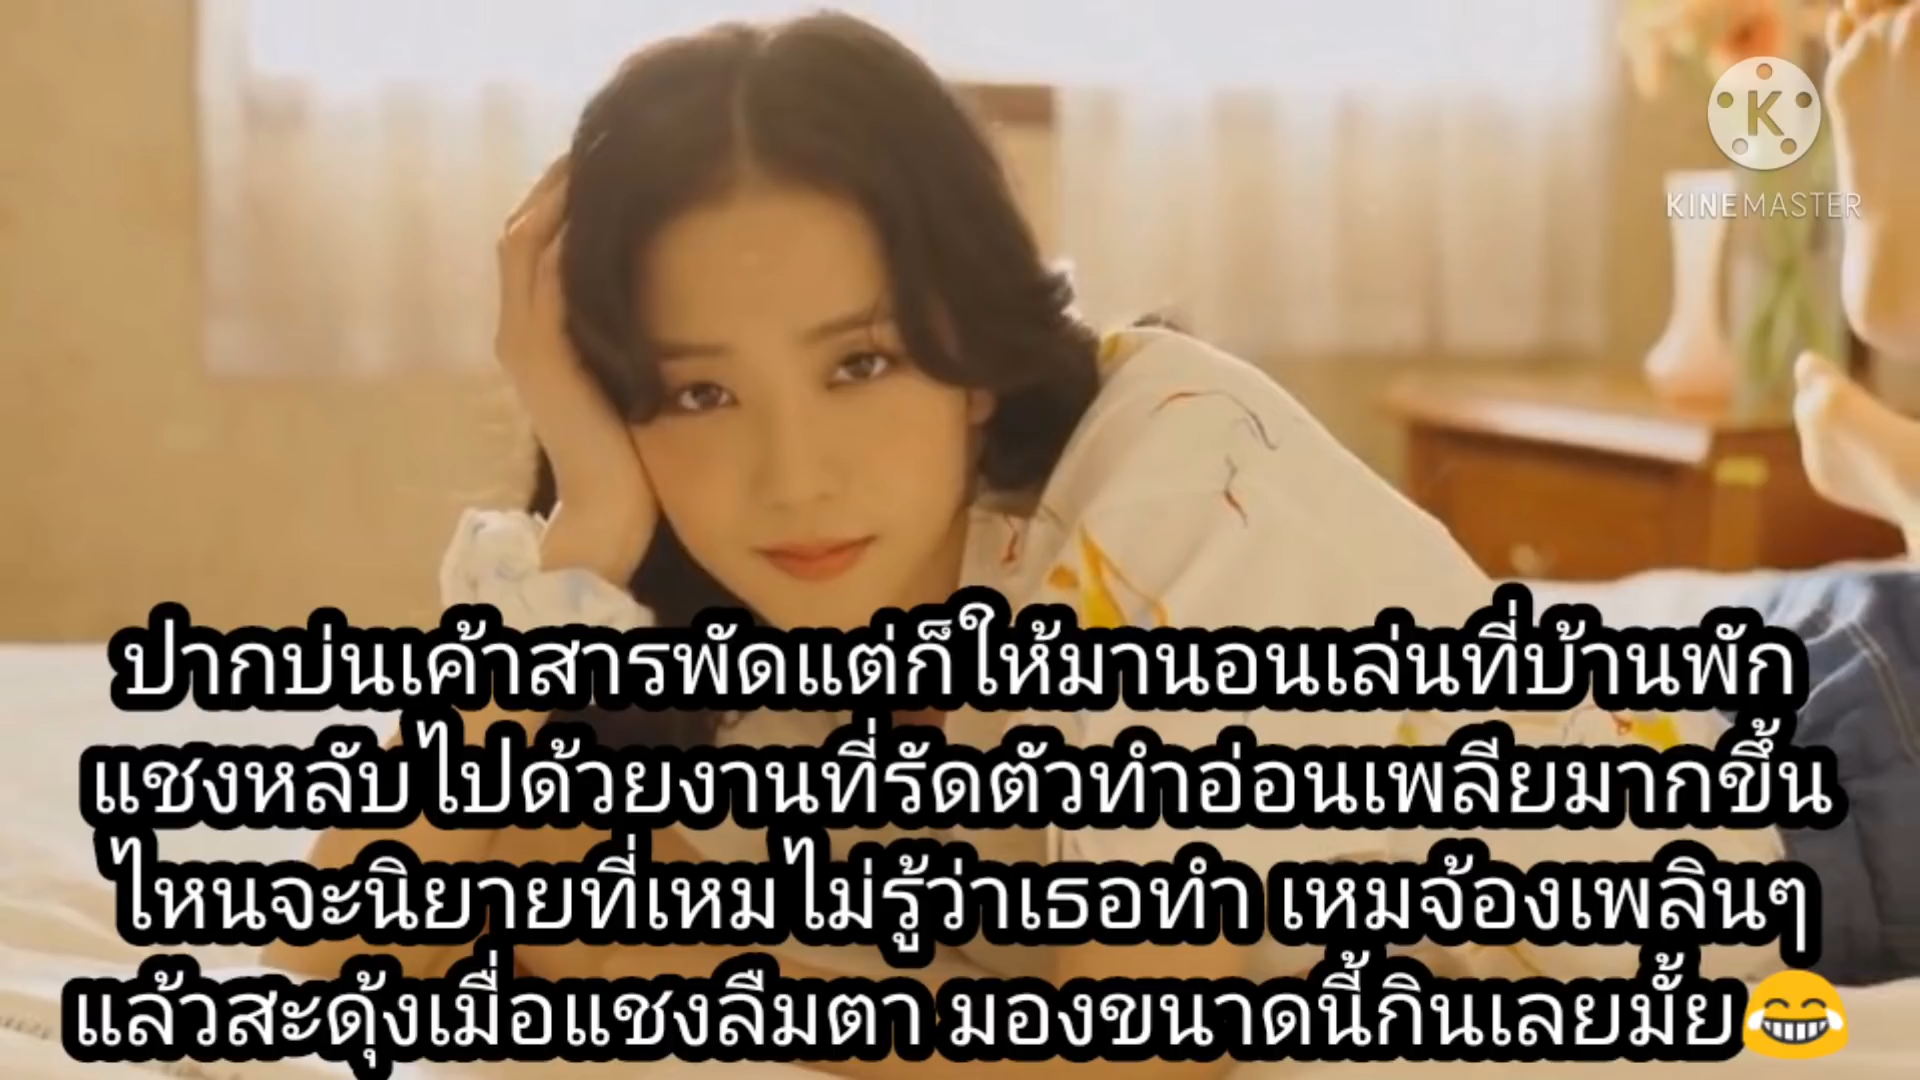 KINEMASTER
ปากบ่นเค้าสารพัดแต่ก็ให้มานอนเล่นที่บ้านพัก
แชงหลับไปด้วยงานที่รัดตัวทำอ่อนเพลียมากขึ้น
ไหนจะนิยายที่เหมไม่รู้ว่าเธอทำ เหมจ้องเพลินๆ
แล้วสะดุ้งเมื่อแชงลืมตา มองขนาดนี้กินเลยมั้ย😂